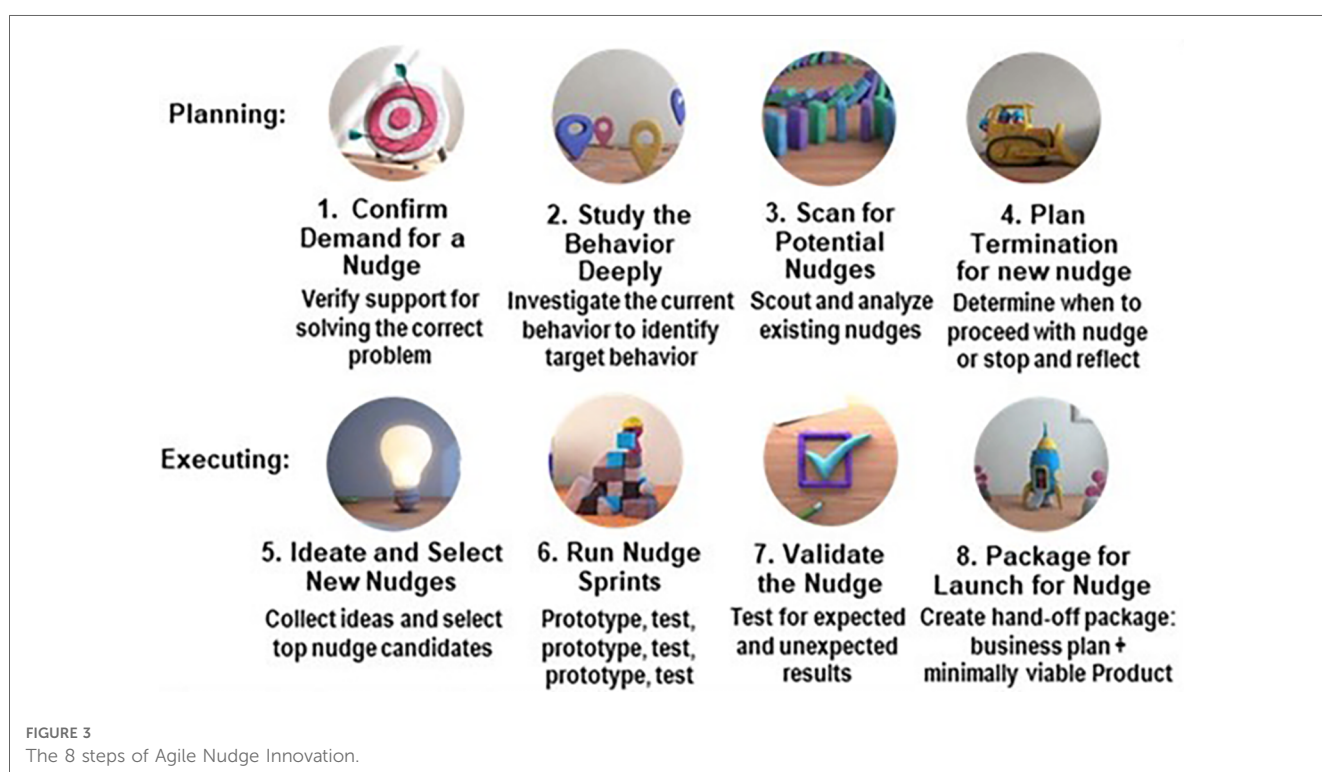 Planning:
1. Confirm
Demand for a
Nudge
Verify support for
solving the correct
problem
2. Study the
Behavior
Deeply
Investigate the current
behavior to identify
target behavior
3. Scan for
Potential
Nudges
Scout and analyze
existing nudges
4. Plan
Termination
for new nudge
Determine when to
proceed with nudge
or stop and reflect
Executing:
5. Ideate and Select
New Nudges
Collect ideas and select
top nudge candidates
6. Run Nudge
Sprints
Prototype, test,
prototype, test,
prototype, test
7. Validate
the Nudge
Test for expected
and unexpected
results
8. Package for
Launch for Nudge
Create hand-off package:
business plan +
minimally viable Product
FIGURE 3
The 8 steps of Agile Nudge Innovation.